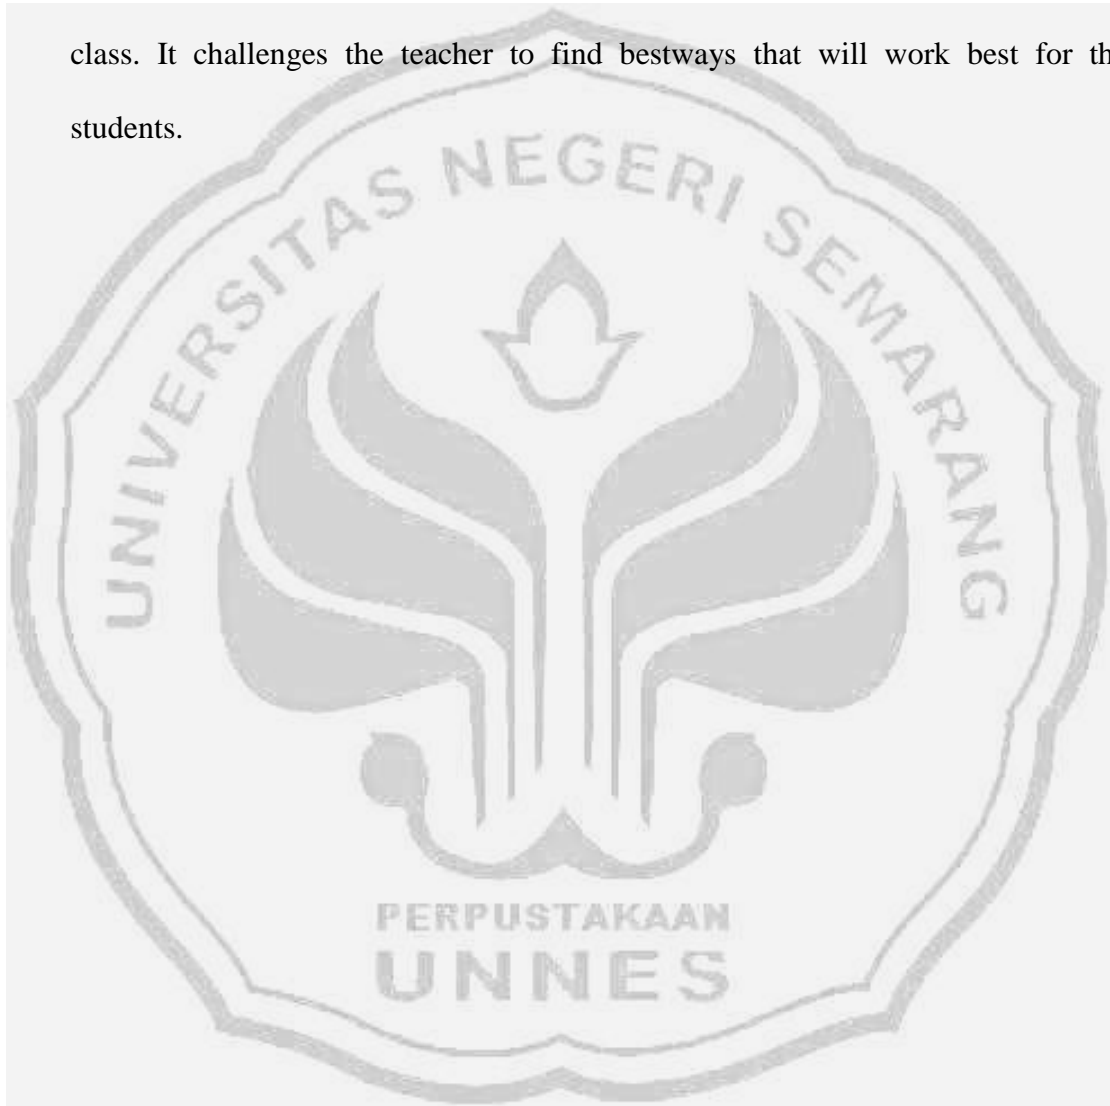 class. It challenges the teacher to find bestways that will work best for th
students.
UNIVERSITAS NEGERI SEMARANG
PERPUSTAKAAN
UNNES